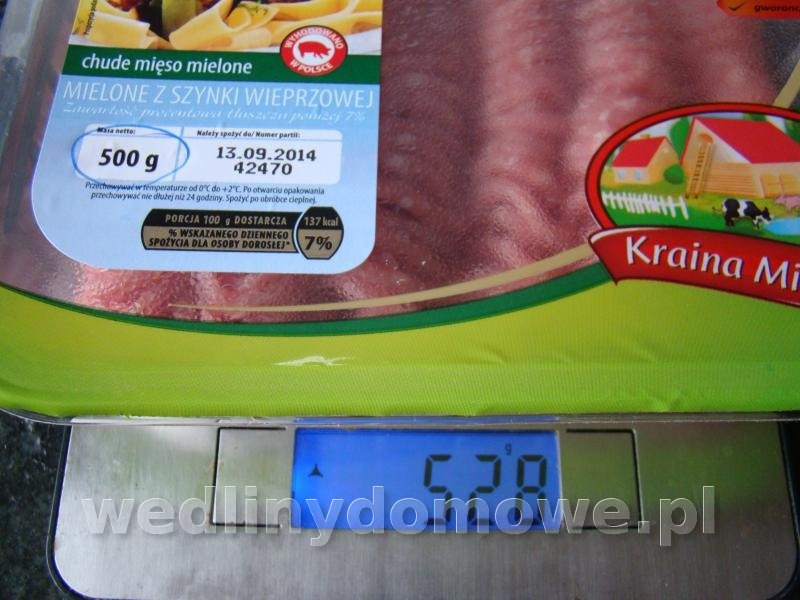 gwaranc
WYHODOWANO
W POLSCE
chude mięso mielone
MIELONE Z SZYNKI WIEPRZOWEJ
Zawartość procentowa tłuszczu poniżej 7%
Masa netto:
500 g
Należy spożyć do/ Numer partii:
13.09.2014
42470
Przechowywać w temperaturze od 0°C do +2°C. Po otwarciu opakowania
przechowywać nie dłużej niż 24 godziny. Spożyć po obróbce cieplnej.
PORCJA 100 g DOSTARCZA
137 kcal
% WSKAZANEGO DZIENNEGO
SPOŻYCIA DLA OSOBY DOROSŁEJ*
7%
Kraina Mi
g
528
wedlinydomowe.pl